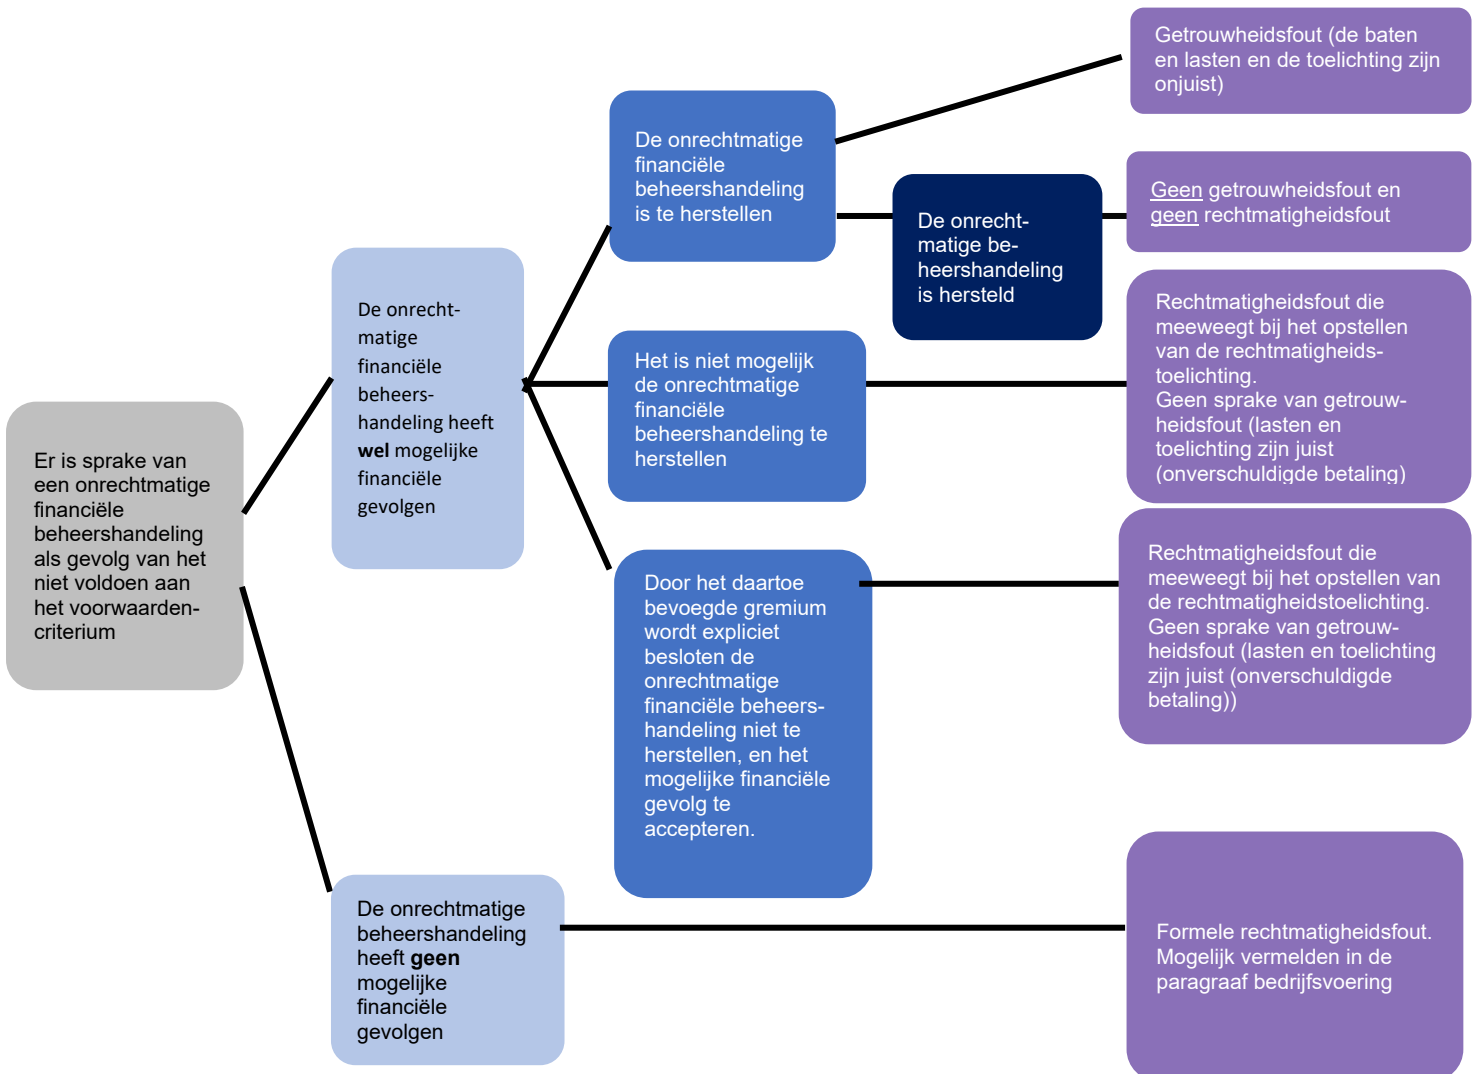 Er is sprake van
een onrechtmatige
financiële
beheershandeling
als gevolg van het
niet voldoen aan
het voorwaarden-
criterium
De onrecht-
matige
financiële
beheers-
handeling heeft
wel mogelijke
financiële
gevolgen
De onrechtmatige
beheershandeling
heeft geen
mogelijke
financiële
gevolgen
De onrechtmatige
financiële
beheershandeling
is te herstellen
De onrecht-
matige be-
heershandeling
is hersteld
Het is niet mogelijk
de onrechtmatige
financiële
beheershandeling te
herstellen
Door het daartoe
bevoegde gremium
wordt expliciet
besloten de
onrechtmatige
financiële beheers-
handeling niet te
herstellen, en het
mogelijke financiële
gevolg te
accepteren.
Getrouwheidsfout (de baten
en lasten en de toelichting zijn
onjuist)
Geen getrouwheidsfout en
geen rechtmatigheidsfout
Rechtmatigheidsfout die
meeweegt bij het opstellen
van de rechtmatigheids-
toelichting.
Geen sprake van getrouw-
heidsfout (lasten en
toelichting zijn juist
(onverschuldigde betaling)
Rechtmatigheidsfout die
meeweegt bij het opstellen van
de rechtmatigheidstoelichting.
Geen sprake van getrouw-
heidsfout (lasten en toelichting
zijn juist (onverschuldigde
betaling))
Formele rechtmatigheidsfout.
Mogelijk vermelden in de
paragraaf bedrijfsvoering